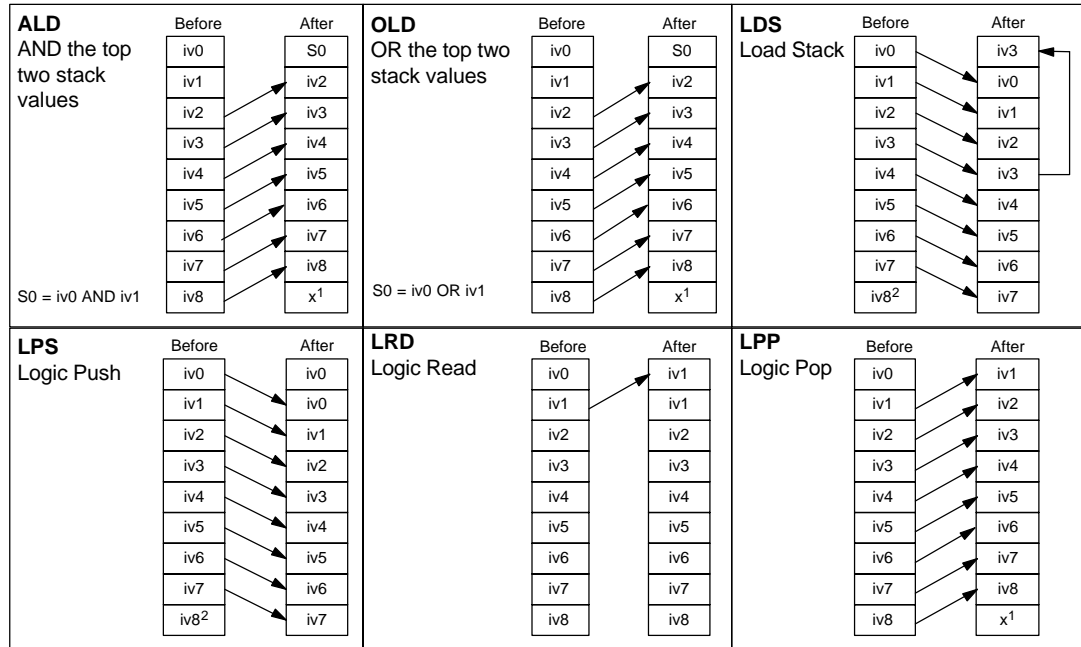 ALD
AND the top
two stack
values
Before After
iv0 S0
iv1 iv2
iv2 iv3
iv3 iv4
iv4 iv5
iv5 iv6
iv6 iv7
iv7 iv8
iv8 x1
S0 = iv0 AND iv1
OLD
OR the top two
stack values
Before After
iv0 S0
iv1 iv2
iv2 iv3
iv3 iv4
iv4 iv5
iv5 iv6
iv6 iv7
iv7 iv8
iv8 x1
S0 = iv0 OR iv1
LDS
Load Stack
Before After
iv0 iv3
iv1 iv0
iv2 iv1
iv3 iv2
iv4 iv3
iv5 iv4
iv6 iv5
iv7 iv6
iv82 iv7
LPS
Logic Push
Before After
iv0 iv0
iv1 iv0
iv2 iv1
iv3 iv2
iv4 iv3
iv5 iv4
iv6 iv5
iv7 iv6
iv82 iv7
LRD
Logic Read
Before After
iv0 iv1
iv1 iv1
iv2 iv2
iv3 iv3
iv4 iv4
iv5 iv5
iv6 iv6
iv7 iv7
iv8 iv8
LPP
Logic Pop
Before After
iv0 iv1
iv1 iv2
iv2 iv3
iv3 iv4
iv4 iv5
iv5 iv6
iv6 iv7
iv7 iv8
iv8 x1